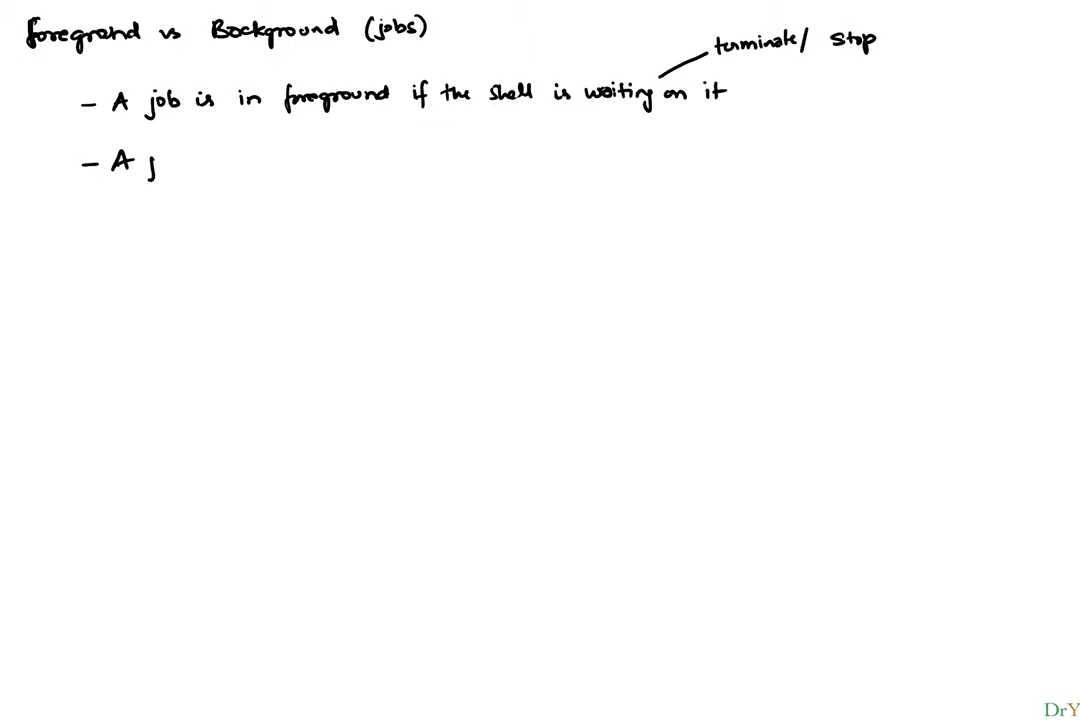 foregrond vs Background (jobs)
terminate/ stop
- A job is in foreground if the shell is waiting on it
- A j
DrY